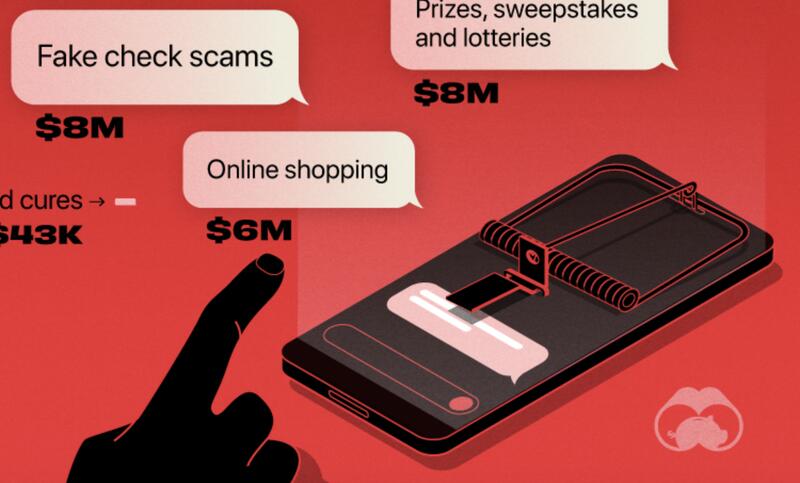 Prizes, sweepstakes
and lotteries
$8M
Fake check scams
$8M
Online shopping
$6M
d cures →
$43K